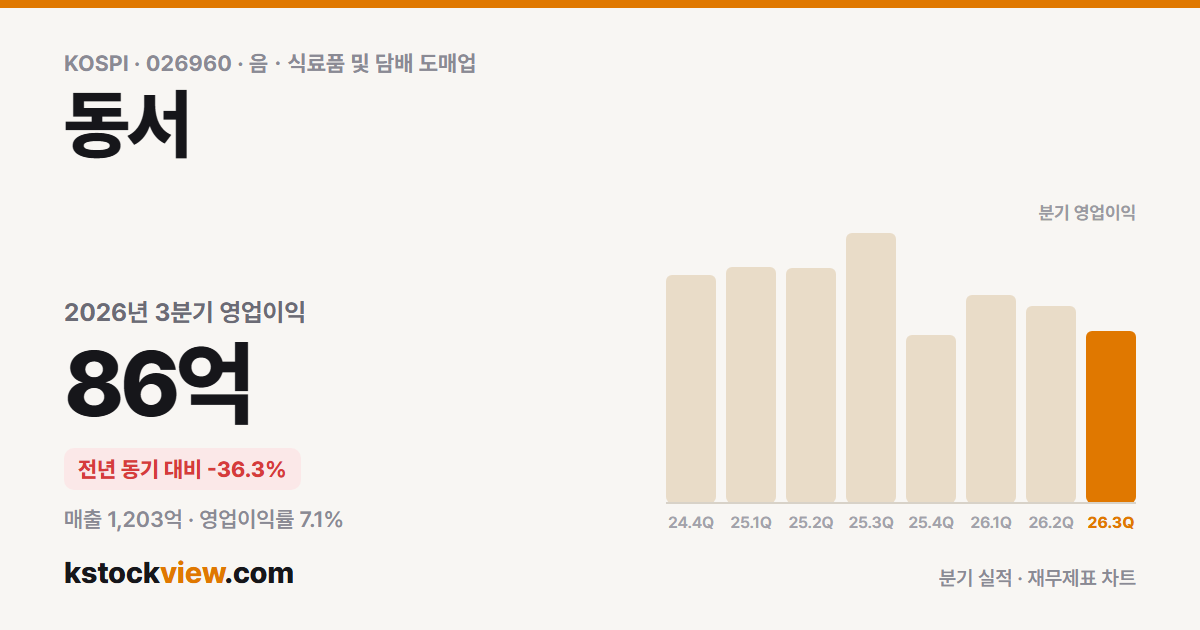 KOSPI · 026960 · 음 · 식료품 및 담배 도매업
동서
분기 영업이익
2026년 3분기 영업이익
86억
전년 동기 대비 -36.3%
매출 1,203억 · 영업이익률 7.1%
24.4Q 25.1Q 25.2Q 25.3Q 25.4Q 26.1Q 26.2Q 26.3Q
kstockview.com
분기 실적 · 재무제표 차트